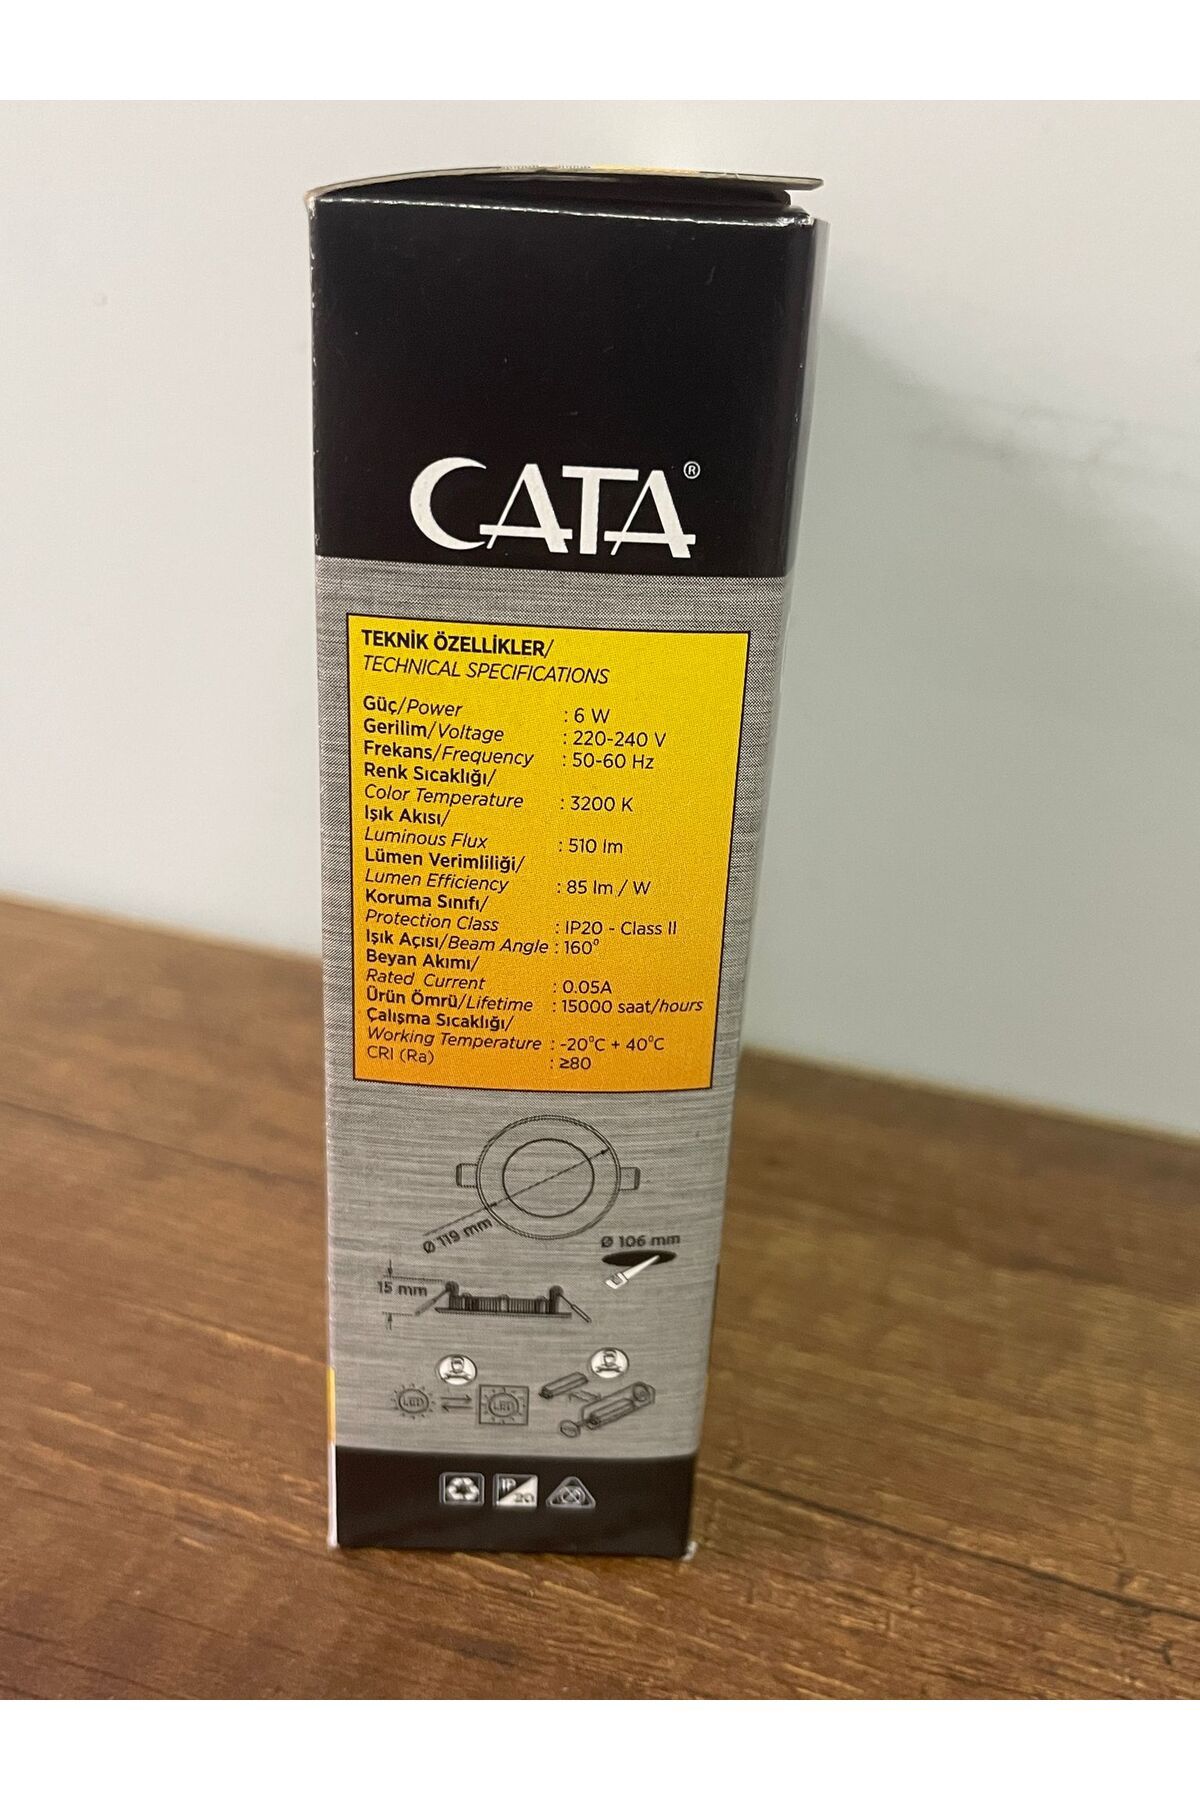 CATA®
TEKNİK ÖZELLİKLER/
TECHNICAL SPECIFICATIONS
Güç/Power : 6 W
Gerilim/Voltage : 220-240 V
Frekans/Frequency : 50-60 Hz
Renk Sıcaklığı/
Color Temperature : 3200 K
Işık Akısı/
Luminous Flux : 510 lm
Lümen Verimliliği/
Lumen Efficiency : 85 lm / W
Koruma Sınıfı/
Protection Class : IP20 - Class II
Işık Açısı/Beam Angle : 160°
Beyan Akımı/
Rated Current : 0.05A
Ürün Ömrü/Lifetime : 15000 saat/hours
Çalışma Sıcaklığı/
Working Temperature : -20°C + 40°C
CRI (Ra) : ≥80
Ø 119 mm
Ø 106 mm
15 mm
LED LED
IP
20